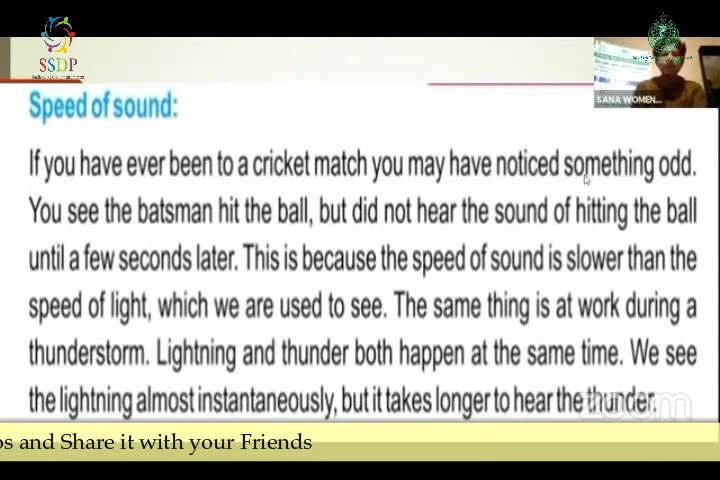 SSDP
SANA WOMEN...
Speed of sound:
If you have ever been to a cricket match you may have noticed something odd.
You see the batsman hit the ball, but did not hear the sound of hitting the ball
until a few seconds later. This is because the speed of sound is slower than the
speed of light, which we are used to see. The same thing is at work during a
thunderstorm. Lightning and thunder both happen at the same time. We see
the lightning almost instantaneously, but it takes longer to hear the thunder.
zoom
os and Share it with your Friends